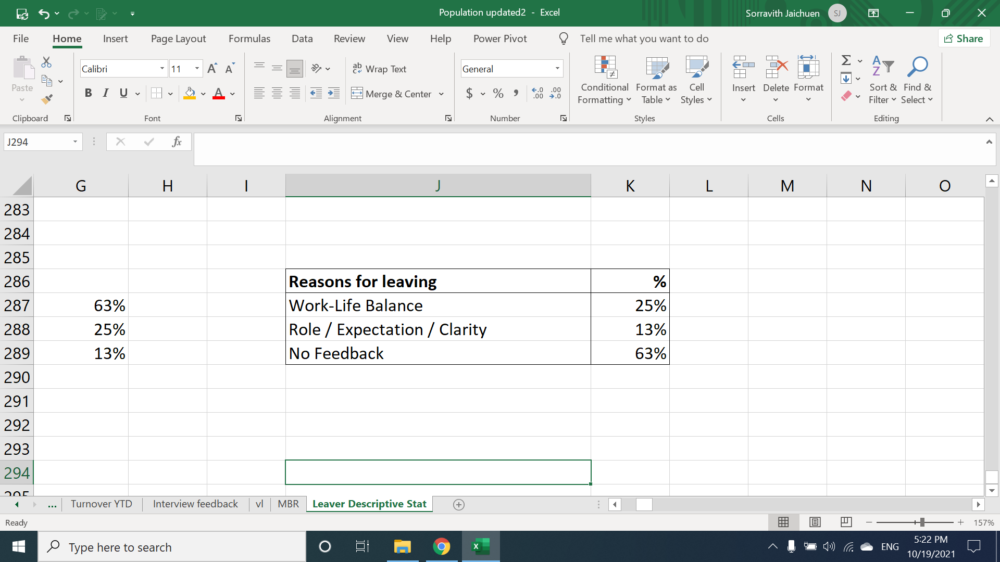 Population updated2 - Excel
Sorravith Jaichuen SJ
File Home Insert Page Layout Formulas Data Review View Help Power Pivot Tell me what you want to do Share
Calibri 11 ab Wrap Text General
Paste B I U A Merge & Center $ % Conditional Formatting Format as Table Cell Styles Insert Delete Format Sort & Filter Find & Select
Clipboard Font Alignment Number Styles Cells Editing
J294 fx
G H I J K L M N O
283
284
285
286 Reasons for leaving %
287 63% Work-Life Balance 25%
288 25% Role / Expectation / Clarity 13%
289 13% No Feedback 63%
290
291
292
293
294
295
... Turnover YTD Interview feedback vl MBR Leaver Descriptive Stat
Ready 157%
Type here to search ENG 5:22 PM
10/19/2021